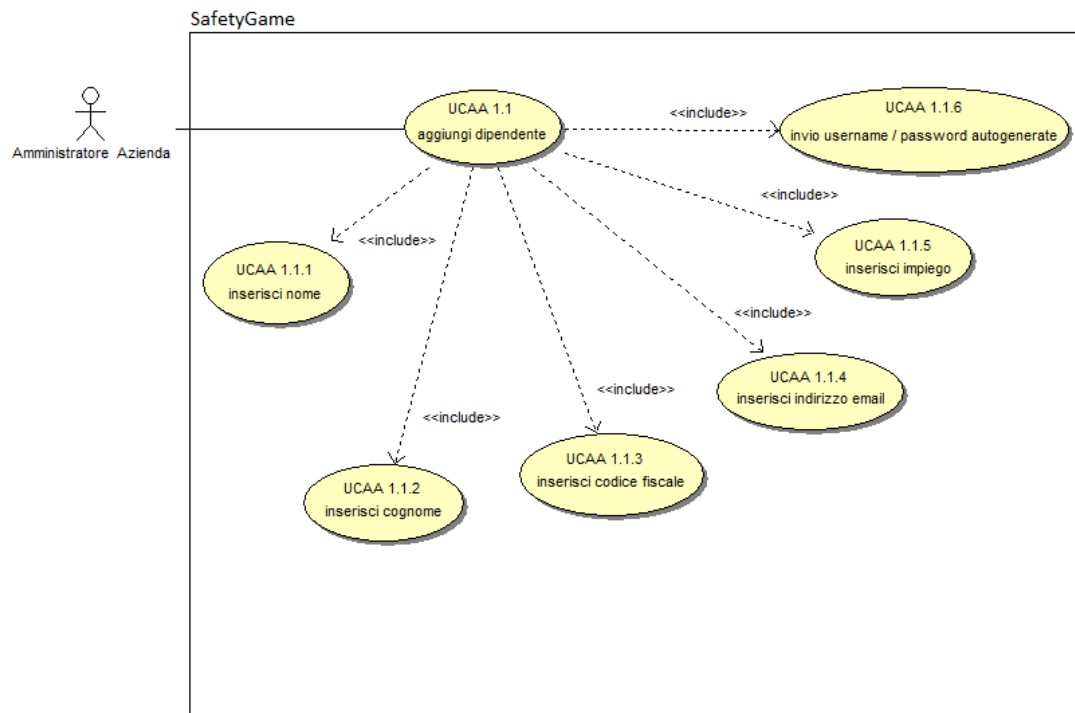 SafetyGame
Amministratore Azienda
UCAA 1.1
aggiungi dipendente
<<include>>
UCAA 1.1.6
invio username / password autogenerate
<<include>>
UCAA 1.1.5
inserisci impiego
<<include>>
UCAA 1.1.1
inserisci nome
<<include>>
UCAA 1.1.4
inserisci indirizzo email
<<include>>
UCAA 1.1.3
inserisci codice fiscale
<<include>>
UCAA 1.1.2
inserisci cognome